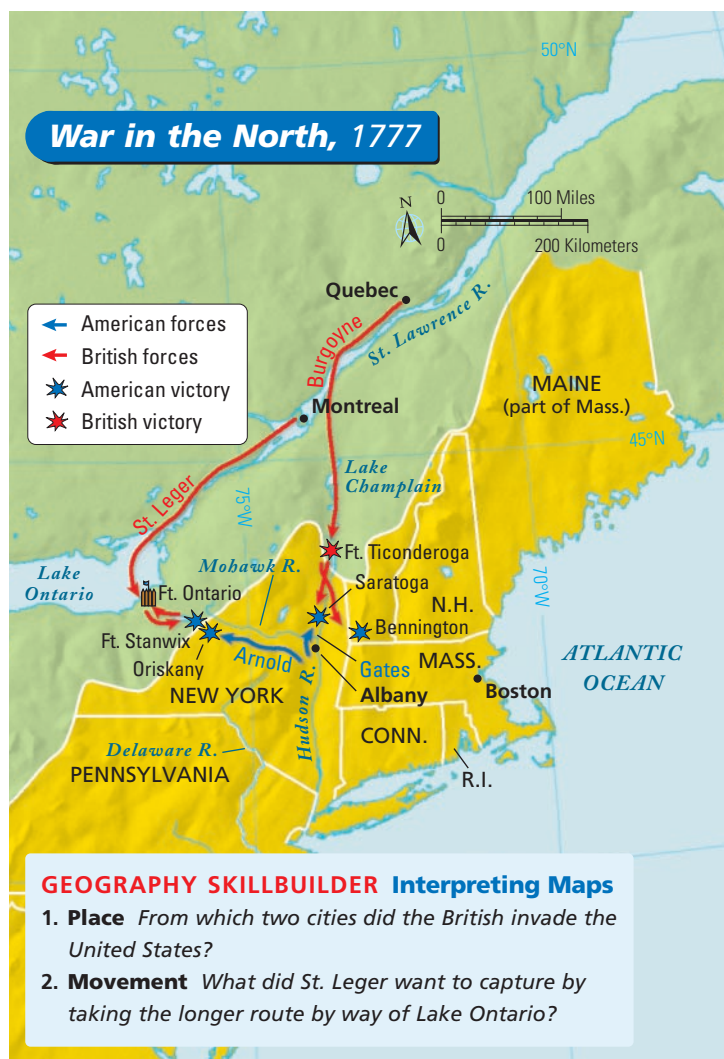 50°N
War in the North, 1777
N
0 100 Miles
0 200 Kilometers
Quebec
St. Lawrence R.
Burgoyne
American forces
British forces
American victory
British victory
MAINE
(part of Mass.)
Montreal
45°N
Lake
Champlain
St. Leger
75°W
Ft. Ticonderoga
Mohawk R.
Saratoga
70°W
Lake
Ontario
Ft. Ontario
N.H.
Bennington
Ft. Stanwix
Oriskany
Arnold
Gates
MASS.
ATLANTIC
OCEAN
NEW YORK
Hudson R.
Albany
Boston
CONN.
Delaware R.
PENNSYLVANIA
R.I.
GEOGRAPHY SKILLBUILDER Interpreting Maps
1. Place From which two cities did the British invade the
United States?
2. Movement What did St. Leger want to capture by
taking the longer route by way of Lake Ontario?